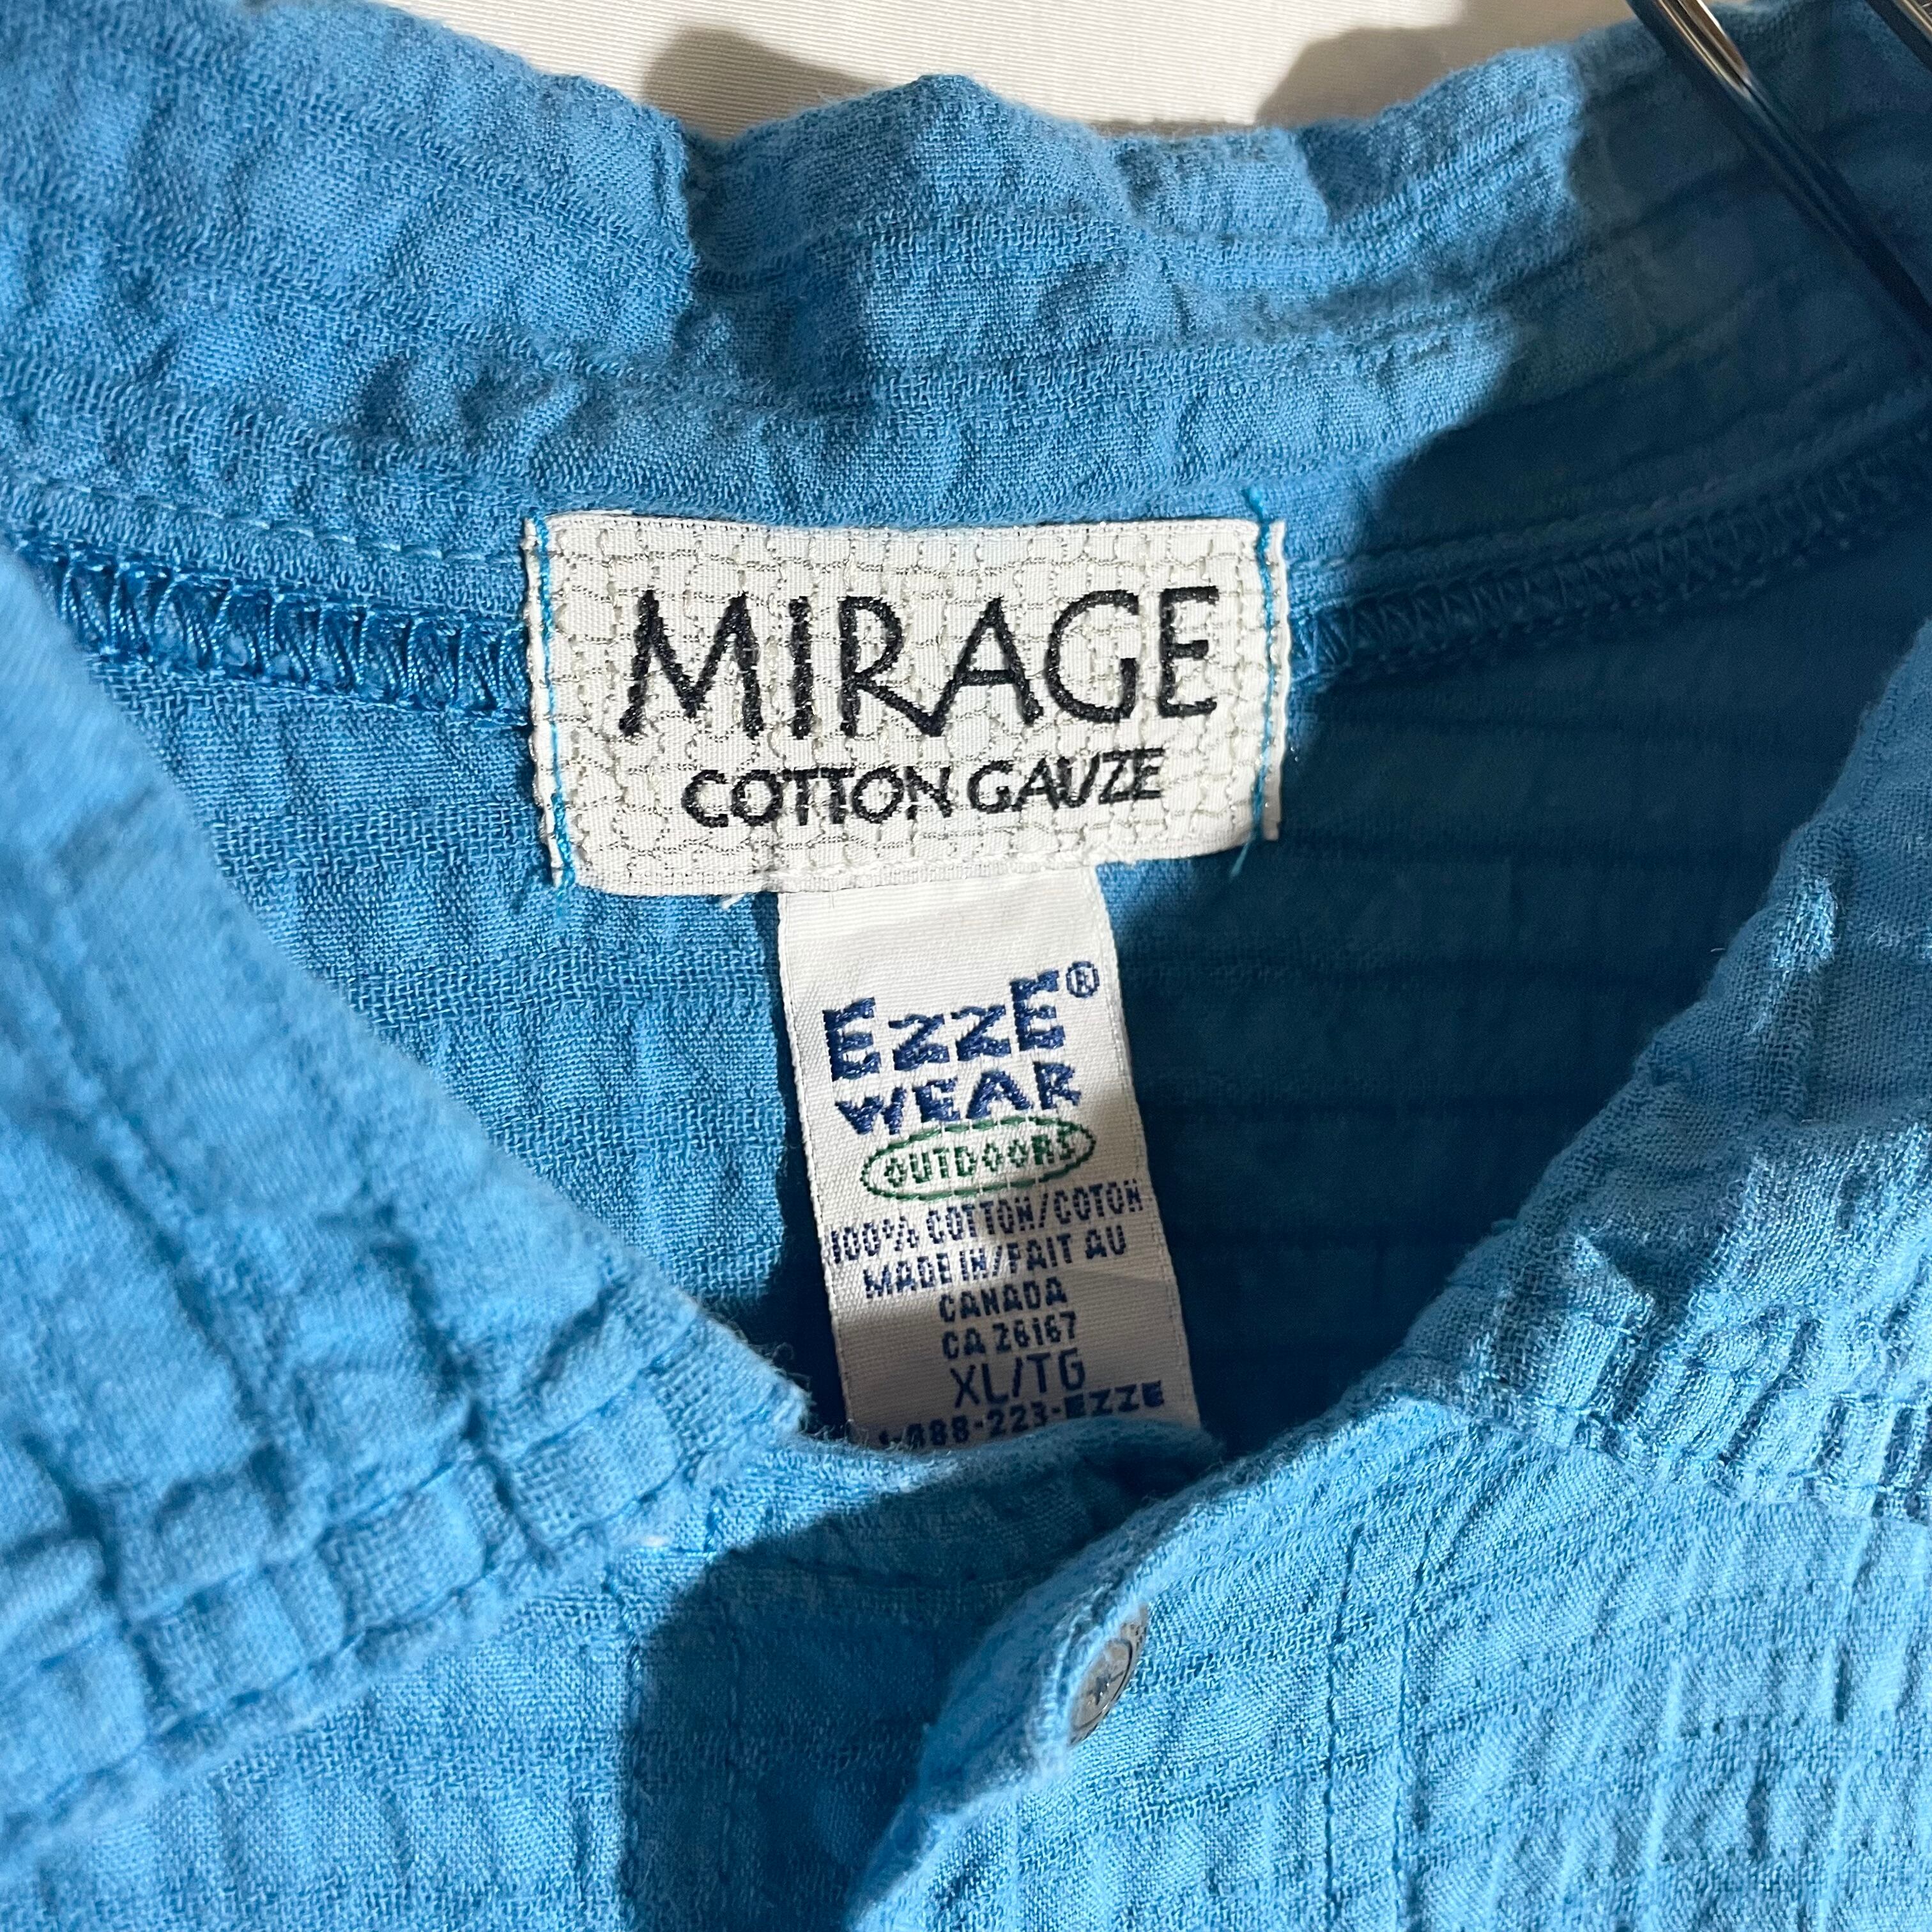 MIRAGE
COTTON GAUZE
EZZE®
WEAR
OUTDOORS
100% COTTON/COTON
MADE IN/FAIT AU
CANADA
CA 26167
XL/TG
1-888-223-EZZE